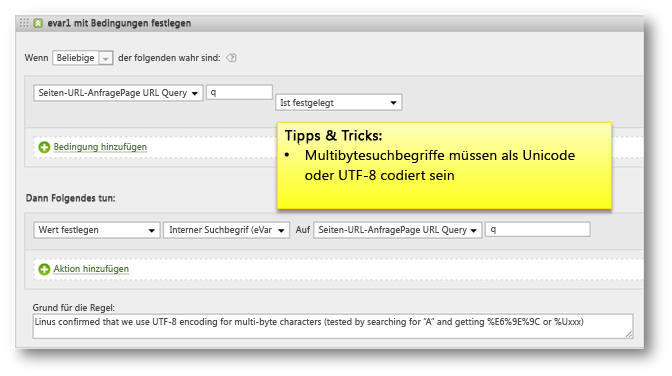 evar1 mit Bedingungen festlegen
Wenn Beliebige der folgenden wahr sind:
Seiten-URL-AnfragePage URL Query q Ist festgelegt
Tipps & Tricks:
• Multibytesuchbegriffe müssen als Unicode
oder UTF-8 codiert sein
Bedingung hinzufügen
Dann Folgendes tun:
Wert festlegen Interner Suchbegrif (eVar Auf Seiten-URL-AnfragePage URL Query q
Aktion hinzufügen
Grund für die Regel:
Linus confirmed that we use UTF-8 encoding for multi-byte characters (tested by searching for “A” and getting %E6%9E%9C or %Uxxx)